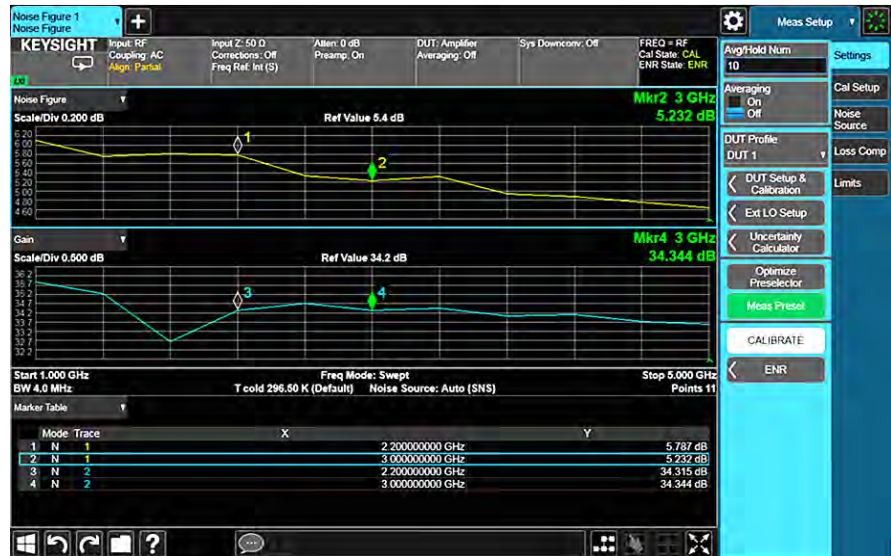 Noise Figure 1
Noise Figure
Meas Setup
KEYSIGHT
Input: RF
Coupling: AC
Align: Partial
Input Z: 50 Ω
Corrections: Off
Freq Ref: Int (S)
Atten: 0 dB
Preamp: On
DUT: Amplifier
Averaging: Off
Sys Downconv: Off
FREQ = RF
Cal State: CAL
ENR State: ENR
LXI
Noise Figure
Mkr2 3 GHz
Scale/Div 0.200 dB
Ref Value 5.4 dB
5.232 dB
6.20
6.00
5.80
5.60
5.40
5.20
5.00
4.80
4.60
1
2
Gain
Mkr4 3 GHz
Scale/Div 0.500 dB
Ref Value 34.2 dB
34.344 dB
36.2
35.7
35.2
34.7
34.2
33.7
33.2
32.7
32.2
3
4
Start 1.000 GHz
Freq Mode: Swept
Stop 5.000 GHz
BW 4.0 MHz
T cold 296.50 K (Default) Noise Source: Auto (SNS)
Points 11
Marker Table
Mode Trace X Y
1 N 1 2.200000000 GHz 5.787 dB
2 N 1 3.000000000 GHz 5.232 dB
3 N 2 2.200000000 GHz 34.315 dB
4 N 2 3.000000000 GHz 34.344 dB
Avg/Hold Num
10
Averaging
On
Off
DUT Profile
DUT 1
DUT Setup &
Calibration
Ext LO Setup
Uncertainty
Calculator
Optimize
Preselector
Meas Preset
CALIBRATE
ENR
Settings
Cal Setup
Noise
Source
Loss Comp
Limits
?